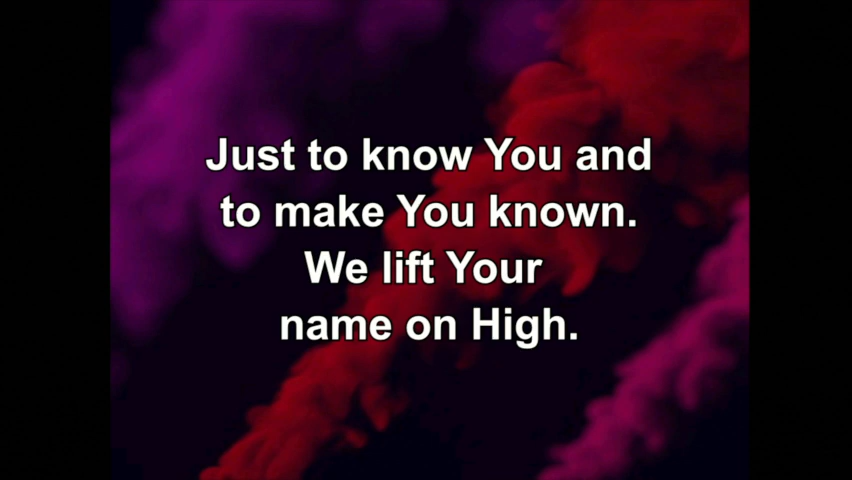 Just to know You and
to make You known.
We lift Your
name on High.